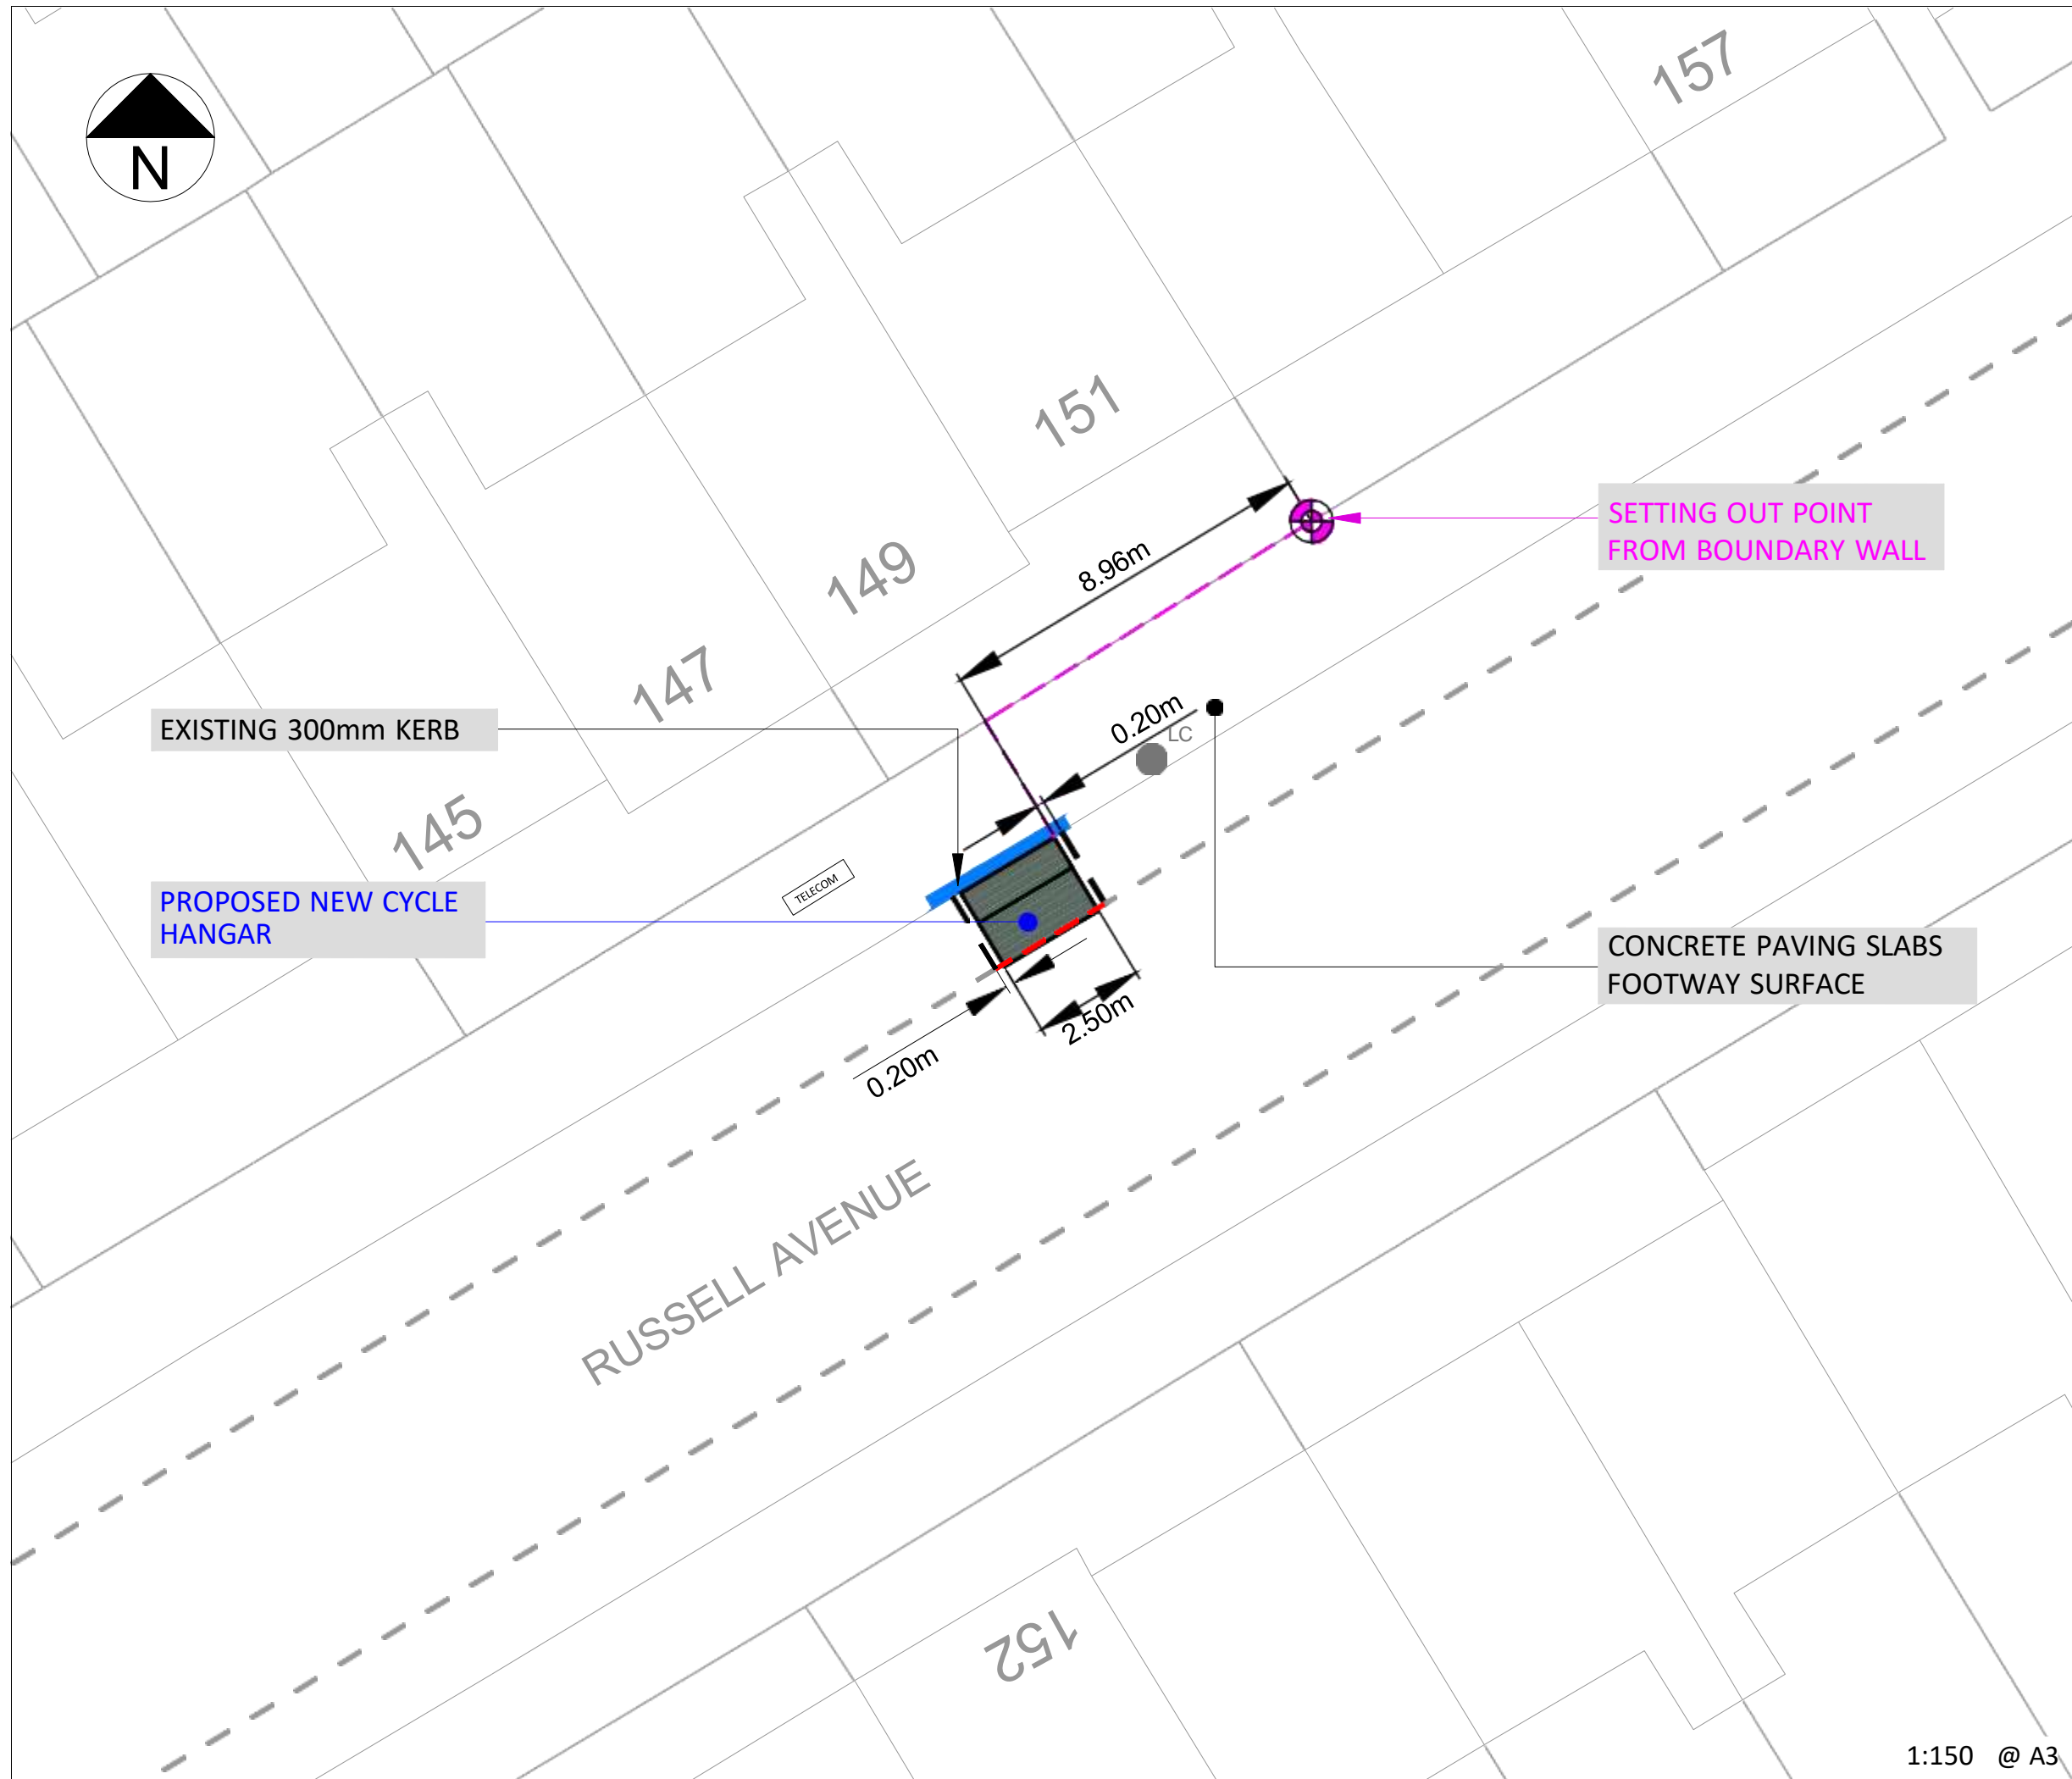 157
N
151
SETTING OUT POINT
FROM BOUNDARY WALL
8.96m
149
147
0.20m
LC
EXISTING 300mm KERB
145
TELECOM
PROPOSED NEW CYCLE
HANGAR
CONCRETE PAVING SLABS
FOOTWAY SURFACE
2.50m
0.20m
RUSSELL AVENUE
152
1:150 @ A3